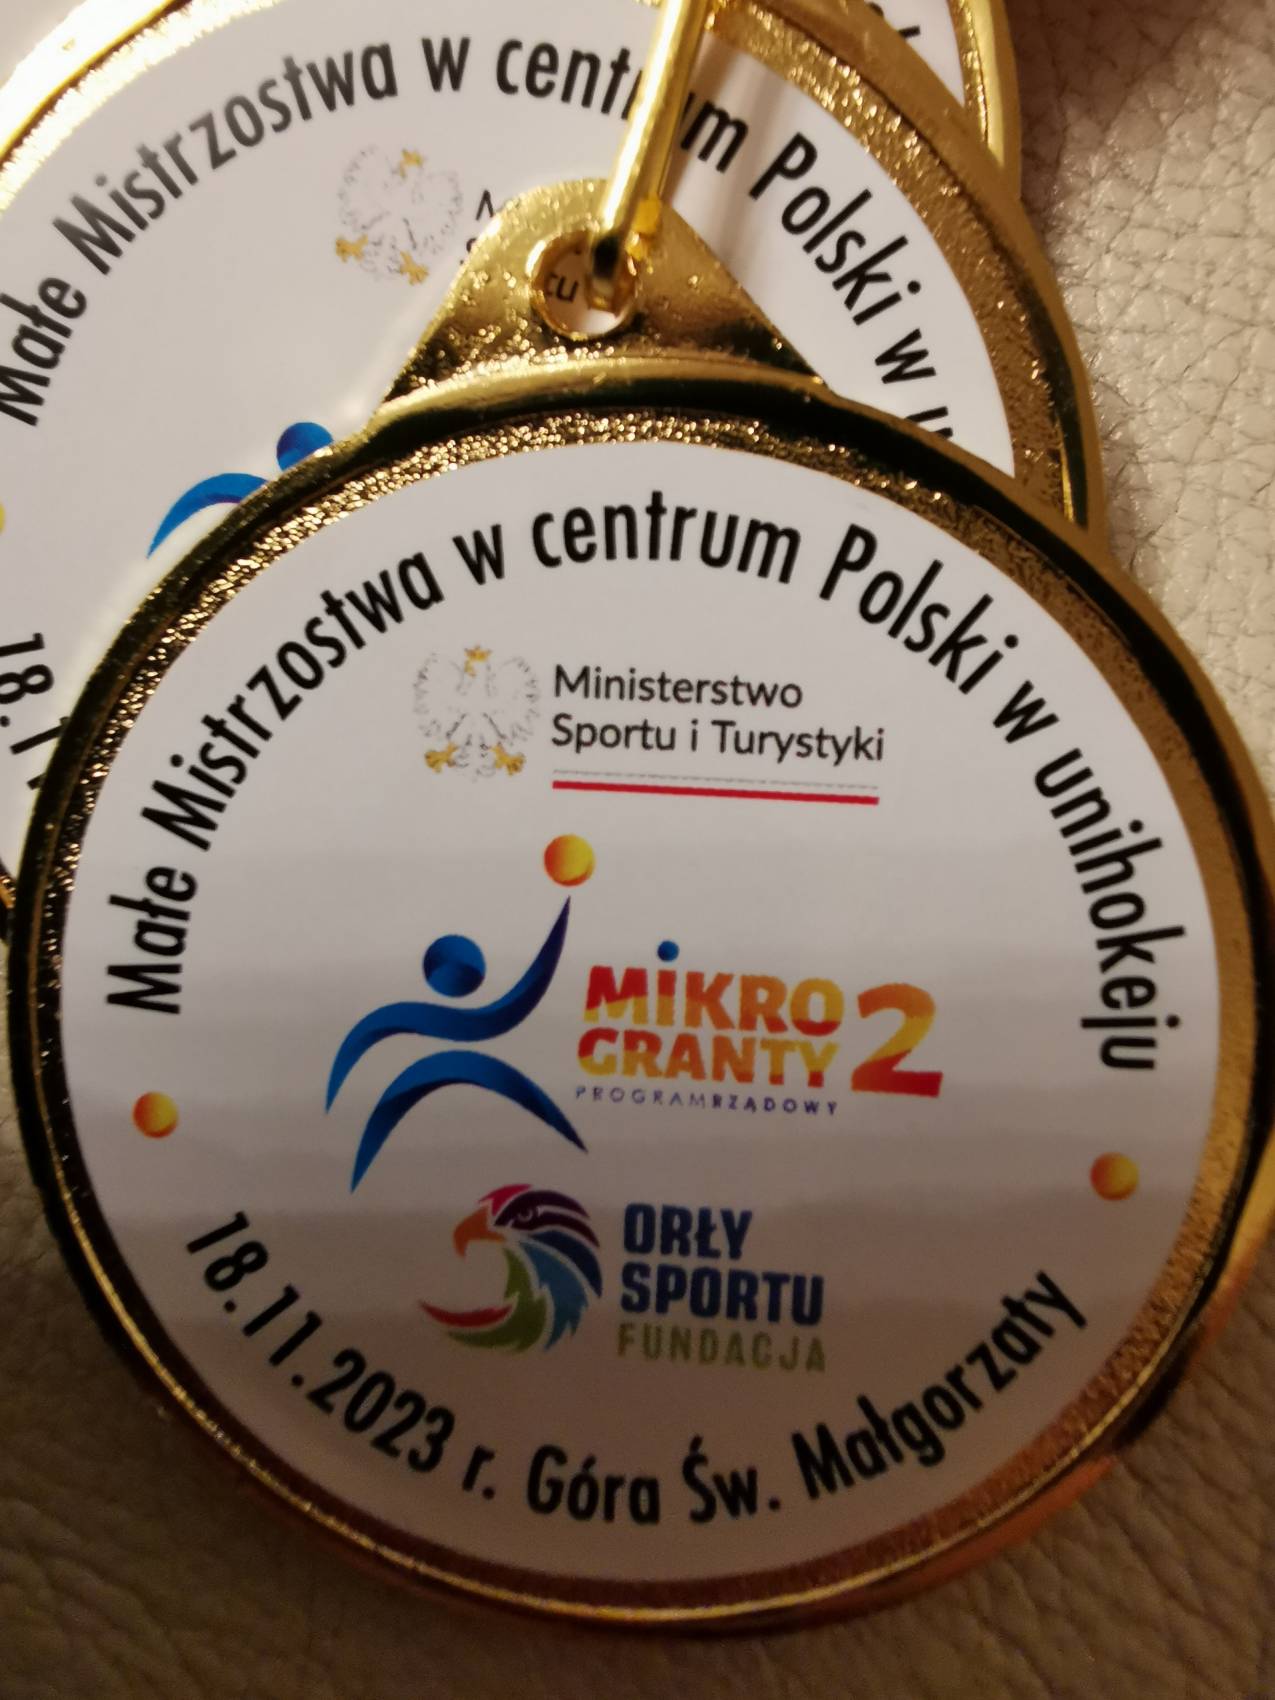 Małe Mistrzostwa w centrum Polski w
18.11
Małe Mistrzostwa w centrum Polski w unihokeju
Ministerstwo
Sportu i Turystyki
MIKRO
GRANTY 2
PROGRAM RZĄDOWY
ORŁY
SPORTU
FUNDACJA
18.11.2023 r. Góra Św. Małgorzaty